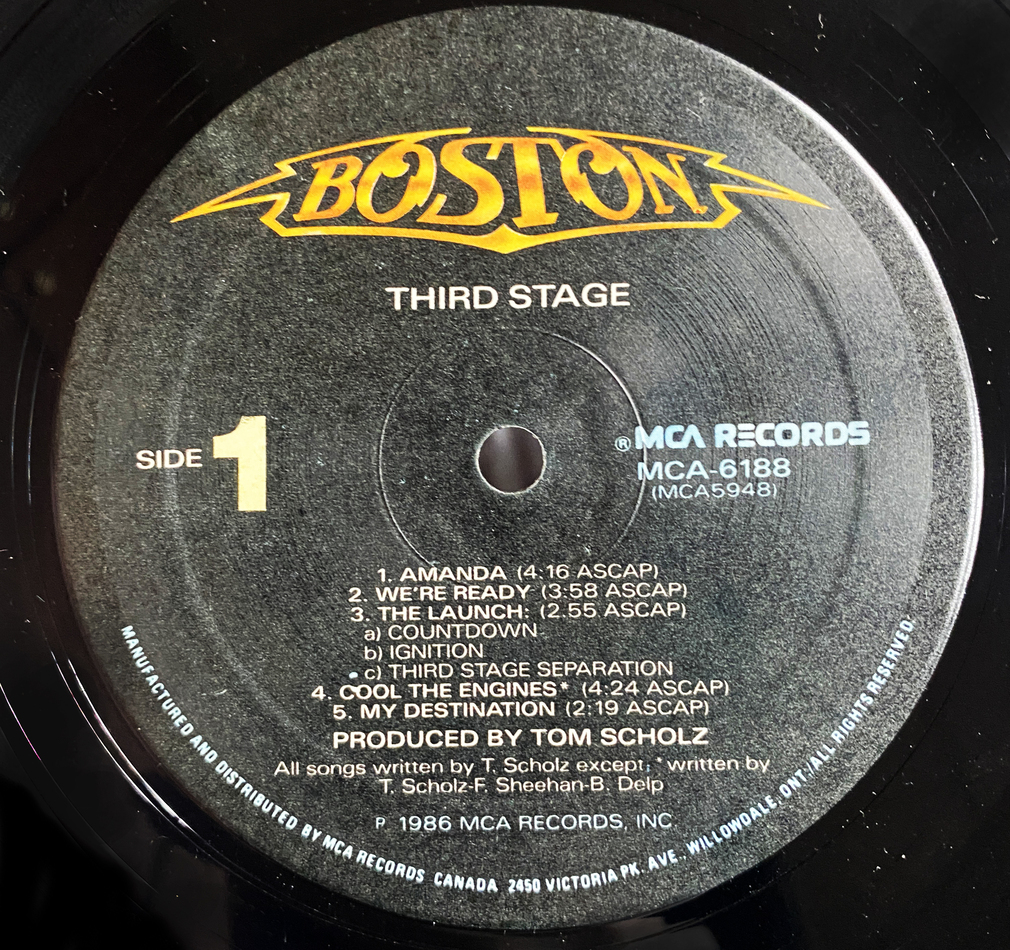 BOSTON
THIRD STAGE
SIDE 1
® MCA RECORDS
MCA-6188
(MCA5948)
1. AMANDA (4:16 ASCAP)
2. WE'RE READY (3:58 ASCAP)
3. THE LAUNCH: (2.55 ASCAP)
a) COUNTDOWN
b) IGNITION
c) THIRD STAGE SEPARATION
4. COOL THE ENGINES* (4:24 ASCAP)
5. MY DESTINATION (2:19 ASCAP)
PRODUCED BY TOM SCHOLZ
All songs written by T. Scholz except: *written by
T. Scholz-F. Sheehan-B. Delp
P 1986 MCA RECORDS, INC.
MANUFACTURED AND DISTRIBUTED BY MCA RECORDS CANADA 2450 VICTORIA PK. AVE., WILLOWDALE, ONT./ALL RIGHTS RESERVED.